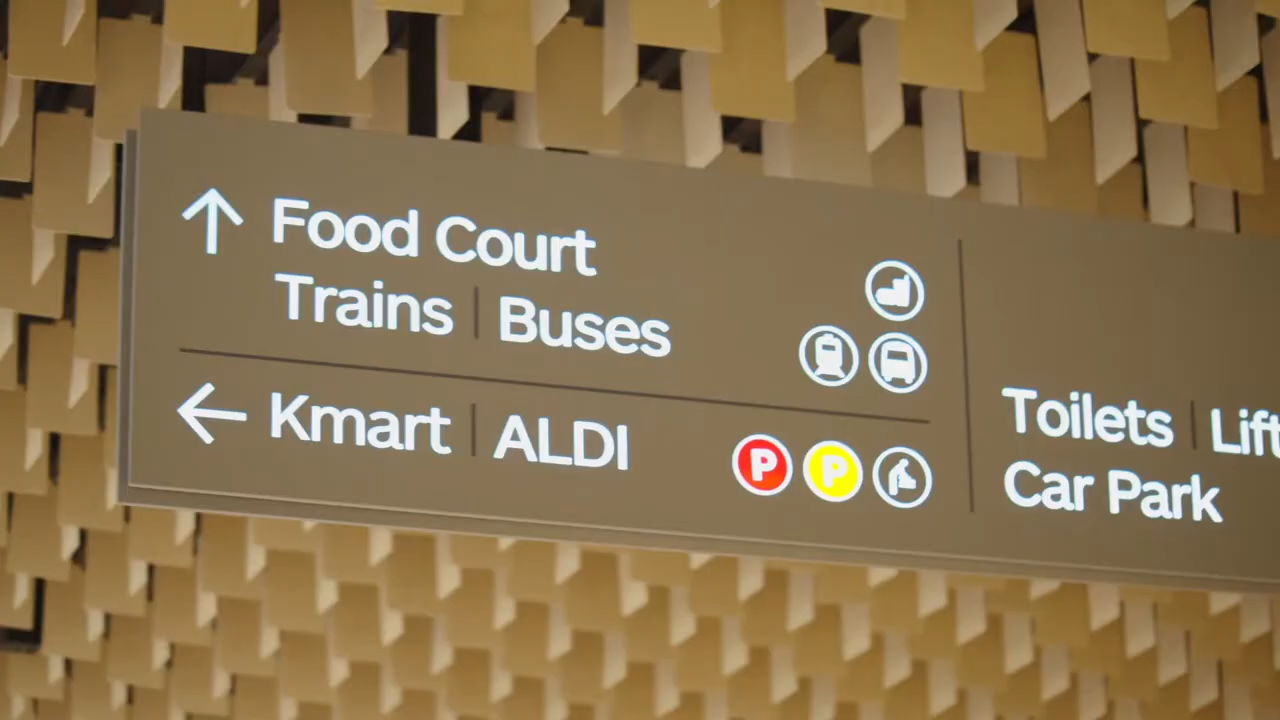 Food Court
Trains | Buses
Kmart | ALDI
P P
Toilets | Lift
Car Park